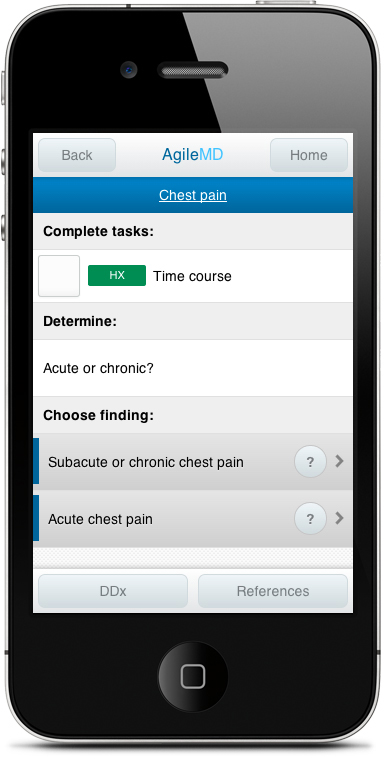 Back
AgileMD
Home
Chest pain
Complete tasks:
HX Time course
Determine:
Acute or chronic?
Choose finding:
Subacute or chronic chest pain ?
Acute chest pain ?
DDx
References